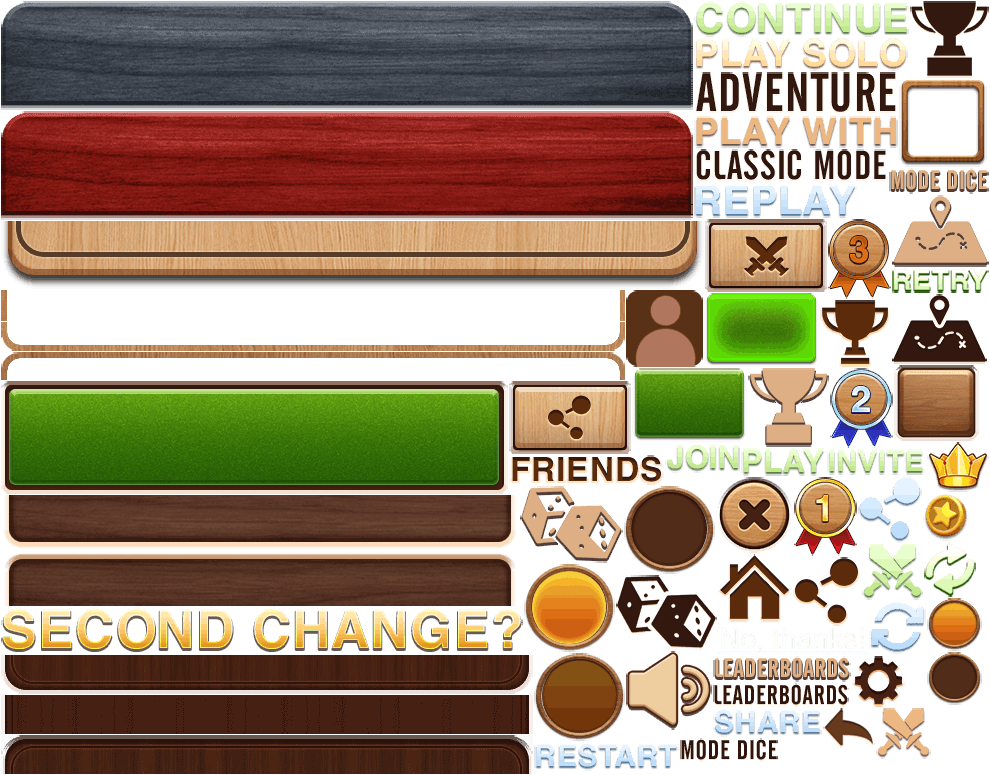 CONTINUE
PLAY SOLO
ADVENTURE
PLAY WITH
CLASSIC MODE
MODE DICE
REPLAY
3
RETRY
2
FRIENDS
JOIN
PLAY
INVITE
1
SECOND CHANGE?
No, thanks!
LEADERBOARDS
LEADERBOARDS
SHARE
RESTART
MODE DICE